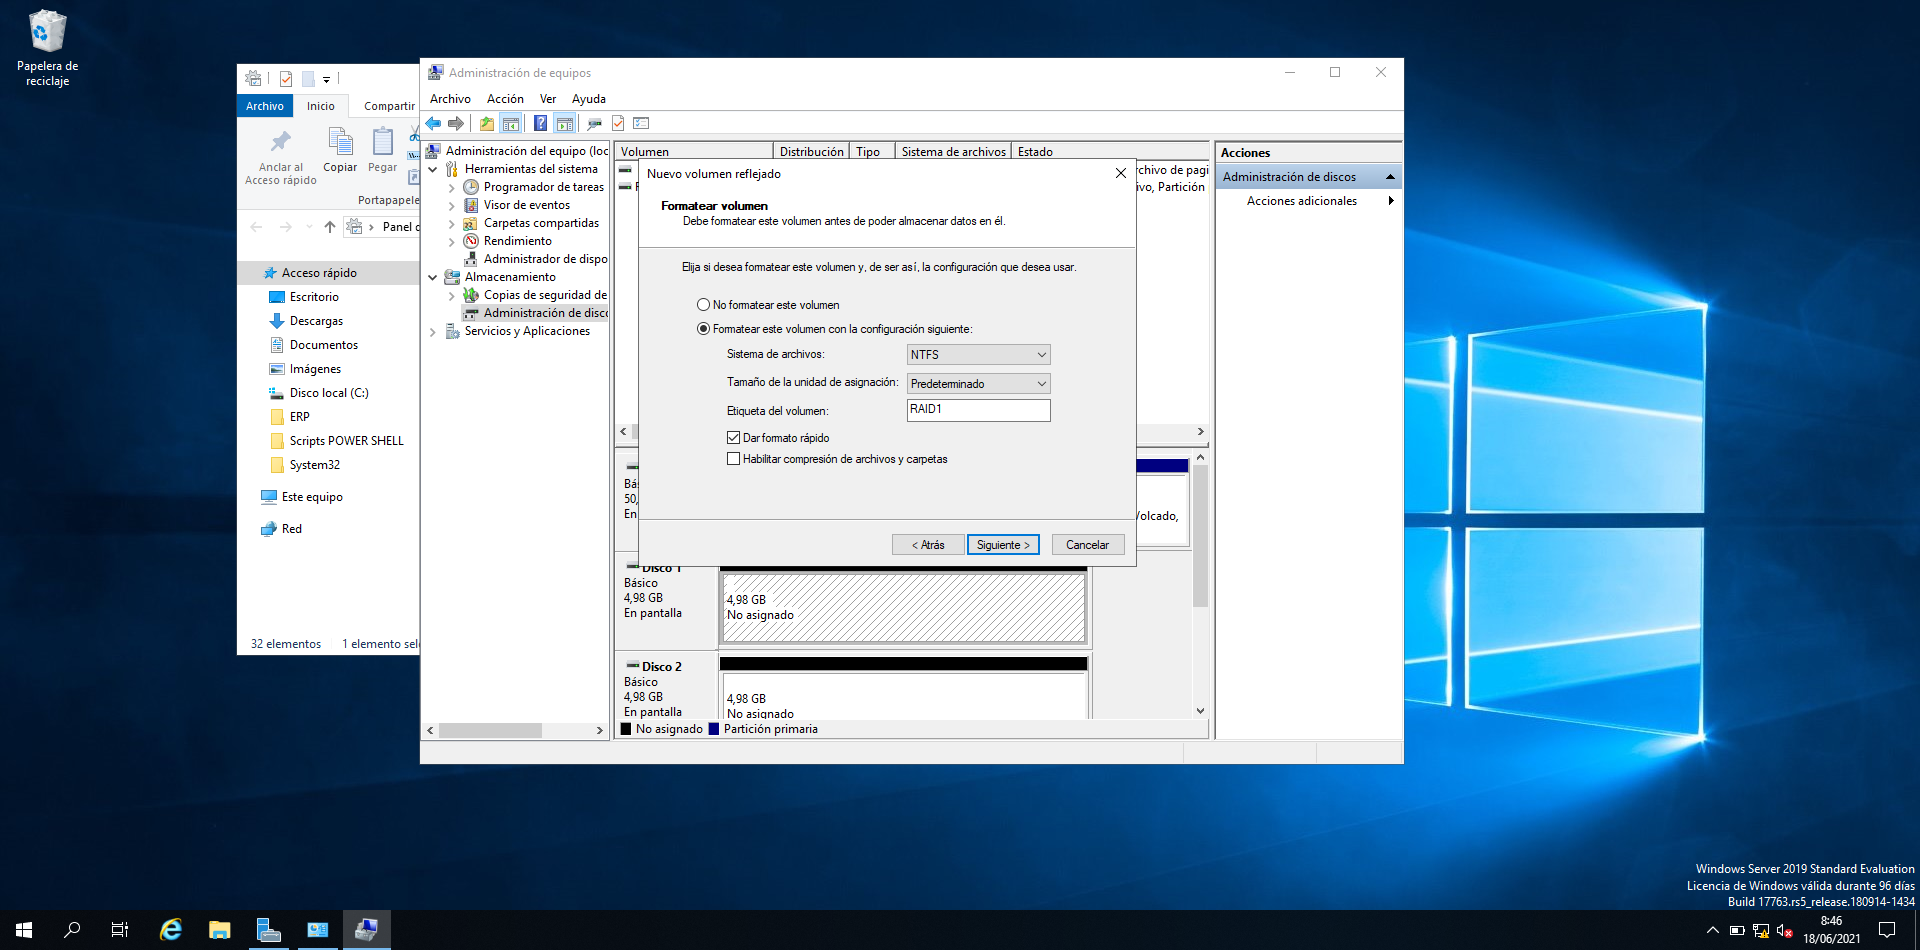 Papelera de
reciclaje
Archivo
Inicio
Compartir
Anclar al
Acceso rápido
Copiar
Pegar
Portapapele
Panel
Acceso rápido
Escritorio
Descargas
Documentos
Imágenes
Disco local (C:)
ERP
Scripts POWER SHELL
System32
Este equipo
Red
32 elementos
1 elemento sel
Administración de equipos
Archivo
Acción
Ver
Ayuda
Administración del equipo (loc
Herramientas del sistema
Programador de tareas
Visor de eventos
Carpetas compartidas
Rendimiento
Administrador de dispo
Almacenamiento
Copias de seguridad de
Administración de disc
Servicios y Aplicaciones
Volumen
Distribución
Tipo
Sistema de archivos
Estado
rchivo de pagi
ivo, Partición
Nuevo volumen reflejado
Formatear volumen
Debe formatear este volumen antes de poder almacenar datos en él.
Elija si desea formatear este volumen y, de ser así, la configuración que desea usar.
No formatear este volumen
Formatear este volumen con la configuración siguiente:
Sistema de archivos:
NTFS
Tamaño de la unidad de asignación:
Predeterminado
Etiqueta del volumen:
RAID1
Dar formato rápido
Habilitar compresión de archivos y carpetas
< Atrás
Siguiente >
Cancelar
Bá
50,
En
Volcado,
Disco 1
Básico
4,98 GB
En pantalla
4,98 GB
No asignado
Disco 2
Básico
4,98 GB
En pantalla
4,98 GB
No asignado
No asignado
Partición primaria
Acciones
Administración de discos
Acciones adicionales
Windows Server 2019 Standard Evaluation
Licencia de Windows válida durante 96 días
Build 17763.rs5_release.180914-1434
8:46
18/06/2021